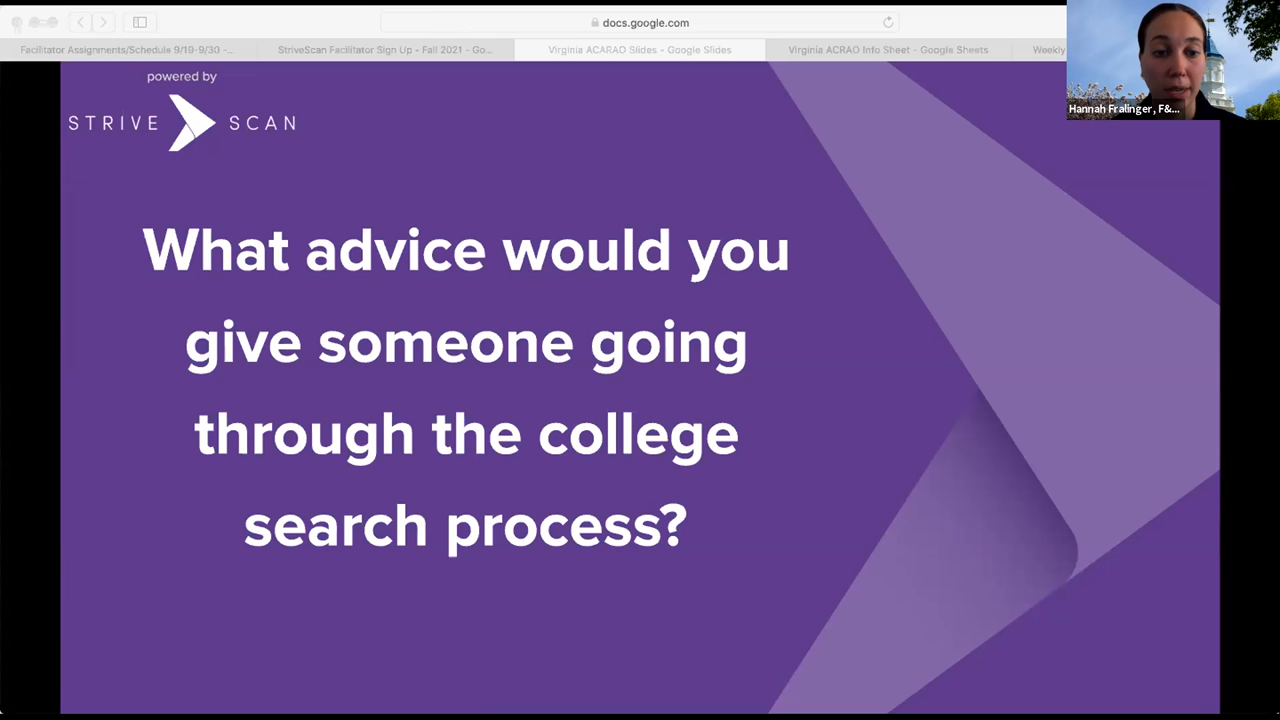 docs.google.com
Facilitator Assignments/Schedule 9/19-9/30 -...
StriveScan Facilitator Sign Up - Fall 2021 - Go...
Virginia ACARAO Slides - Google Slides
Virginia ACRAO Info Sheet - Google Sheets
Weekly
Hannah Fralinger, F&...
powered by
STRIVE SCAN
What advice would you
give someone going
through the college
search process?